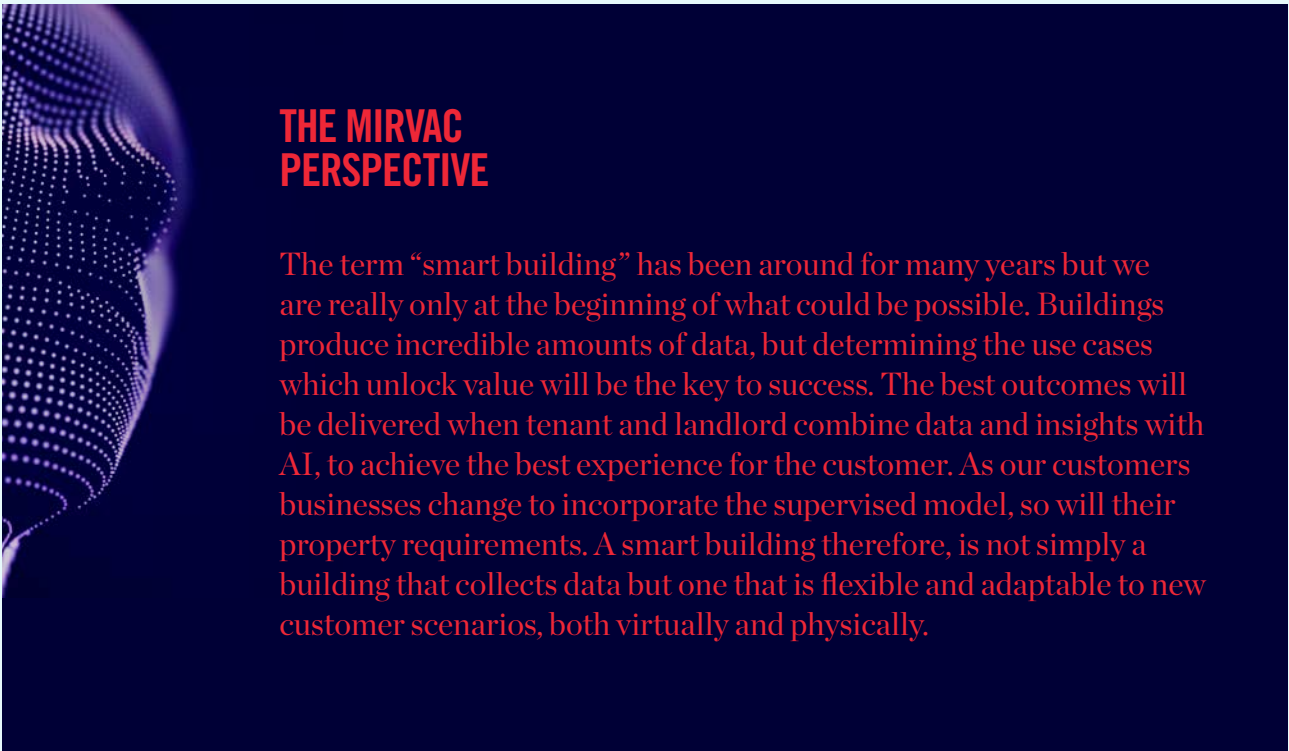 THE MIRVAC
PERSPECTIVE
The term “smart building” has been around for many years but we
are really only at the beginning of what could be possible. Buildings
produce incredible amounts of data, but determining the use cases
which unlock value will be the key to success. The best outcomes will
be delivered when tenant and landlord combine data and insights with
AI, to achieve the best experience for the customer. As our customers
businesses change to incorporate the supervised model, so will their
property requirements. A smart building therefore, is not simply a
building that collects data but one that is flexible and adaptable to new
customer scenarios, both virtually and physically.